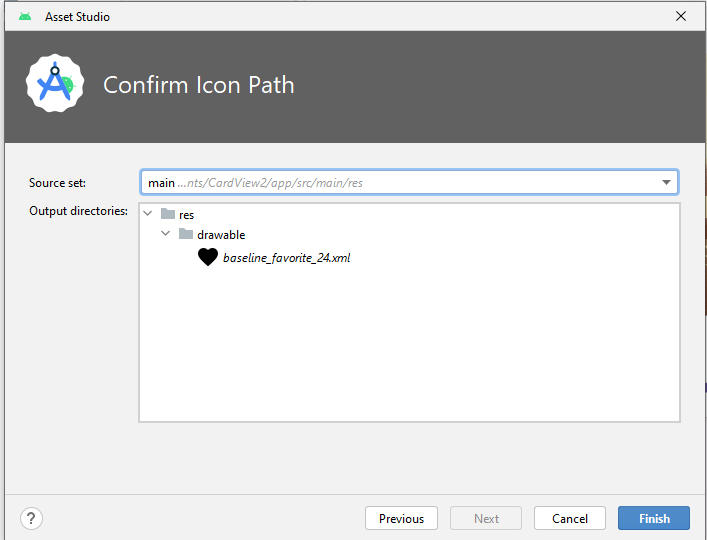 Asset Studio
Confirm Icon Path
Source set: main ...nts/CardView2/app/src/main/res
Output directories: res
drawable
baseline_favorite_24.xml
? Previous Next Cancel Finish